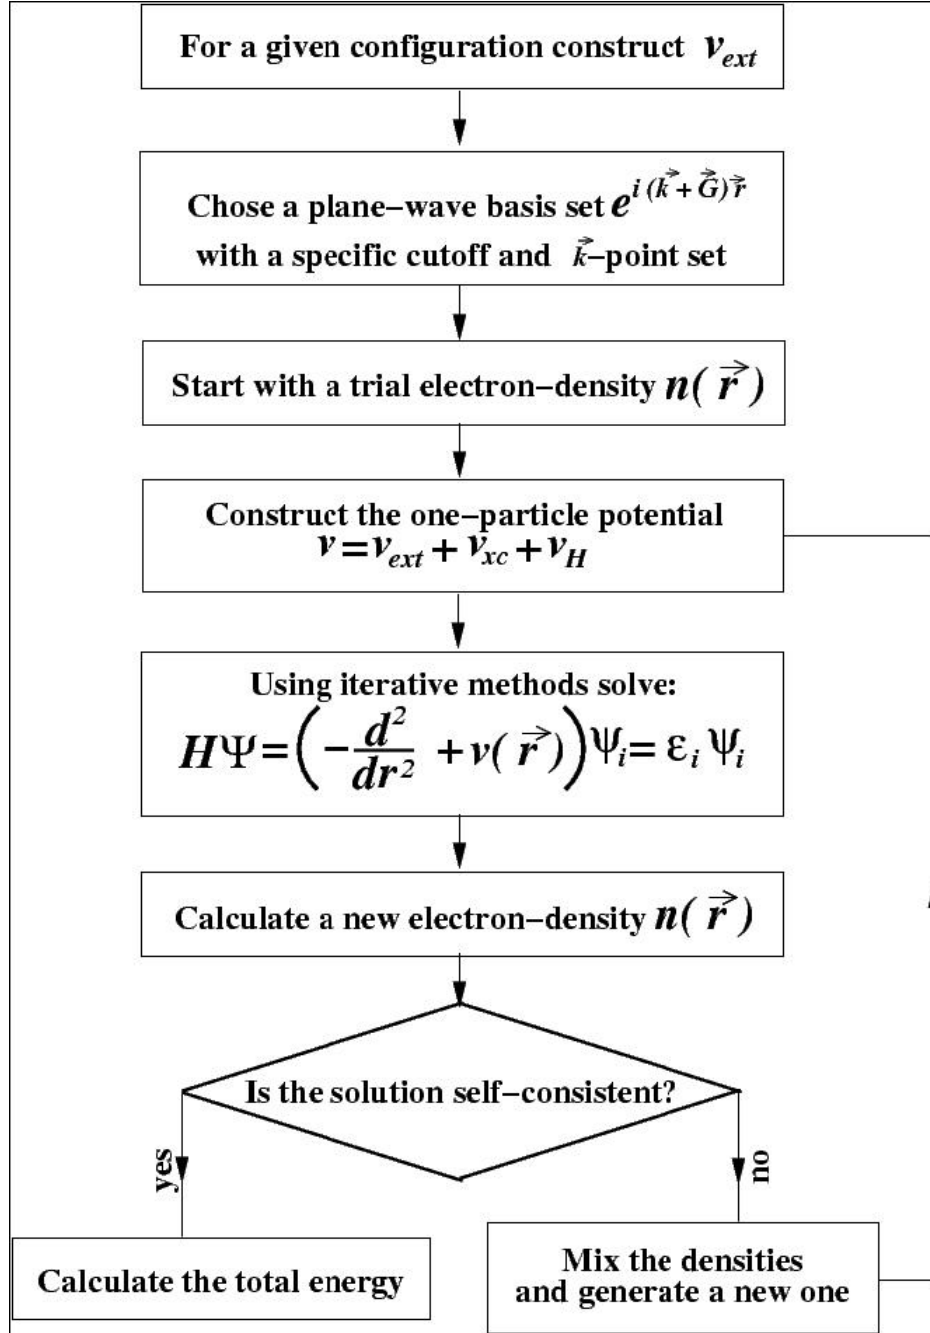 For a given configuration construct v_ext
Chose a plane–wave basis set e^{i(k⃗+G⃗)r⃗}
with a specific cutoff and k⃗–point set
Start with a trial electron–density n(r⃗)
Construct the one–particle potential
v=v_ext+v_xc+v_H
Using iterative methods solve:
HΨ=(−d²/dr² +v(r⃗))Ψ_i=ε_iΨ_i
Calculate a new electron–density n(r⃗)
Is the solution self–consistent?
yes
no
Calculate the total energy
Mix the densities
and generate a new one